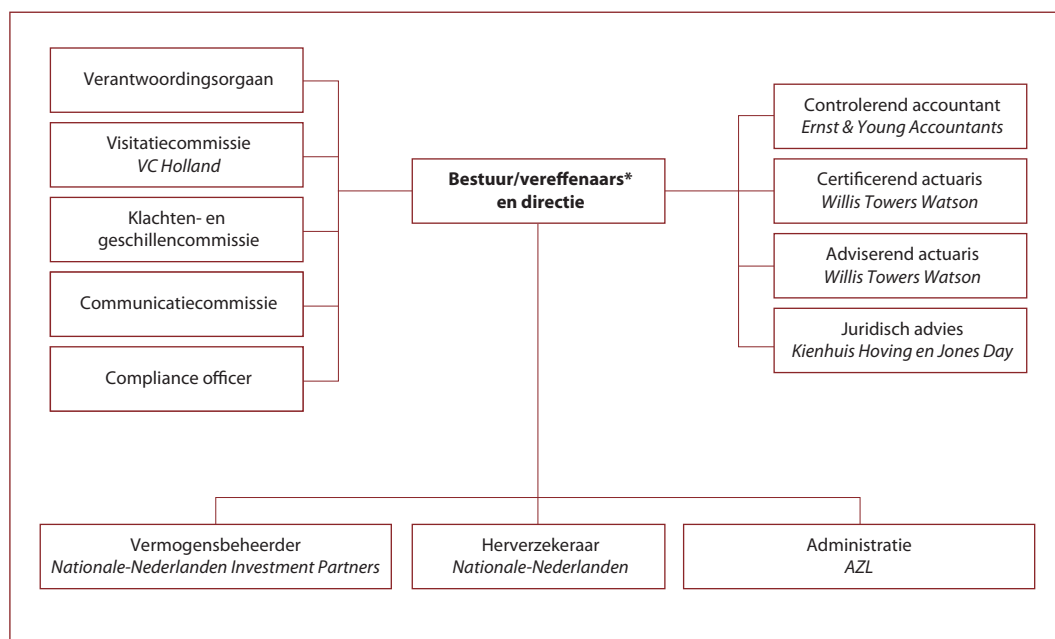 Verantwoordingsorgaan
Visitatiecommissie
VC Holland
Klachten- en
geschillencommissie
Communicatiecommissie
Compliance officer
Bestuur/vereffenaars*
en directie
Controlerend accountant
Ernst & Young Accountants
Certificerend actuaris
Willis Towers Watson
Adviserend actuaris
Willis Towers Watson
Juridisch advies
Kienhuis Hoving en Jones Day
Vermogensbeheerder
Nationale-Nederlanden Investment Partners
Herverzekeraar
Nationale-Nederlanden
Administratie
AZL